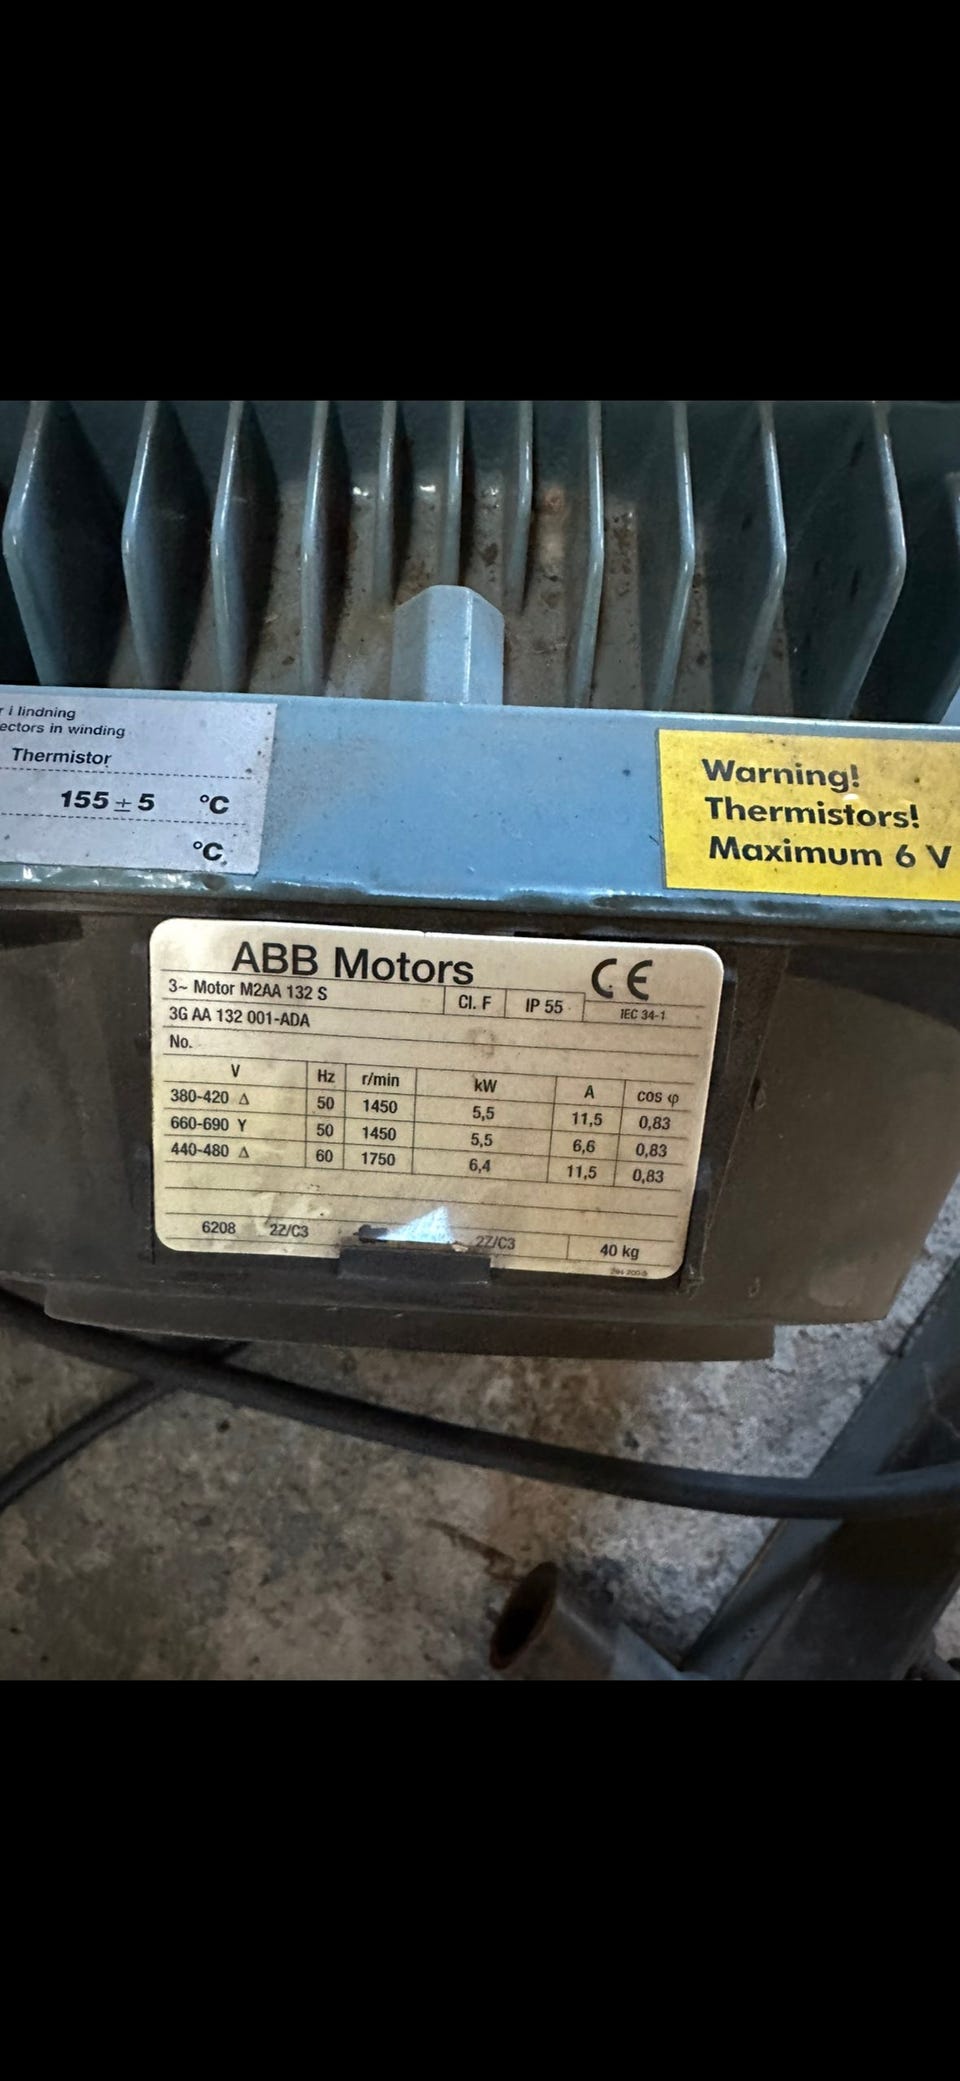 r i lindning
ectors in winding
Thermistor
155 ± 5 °C
°C
Warning!
Thermistors!
Maximum 6 V
ABB Motors CE
3~ Motor M2AA 132 S Cl. F IP 55 IEC 34-1
3G AA 132 001-ADA
No.
V Hz r/min kW A cos φ
380-420 Δ 50 1450 5,5 11,5 0,83
660-690 Y 50 1450 5,5 6,6 0,83
440-480 Δ 60 1750 6,4 11,5 0,83
6208 2Z/C3 2Z/C3 40 kg